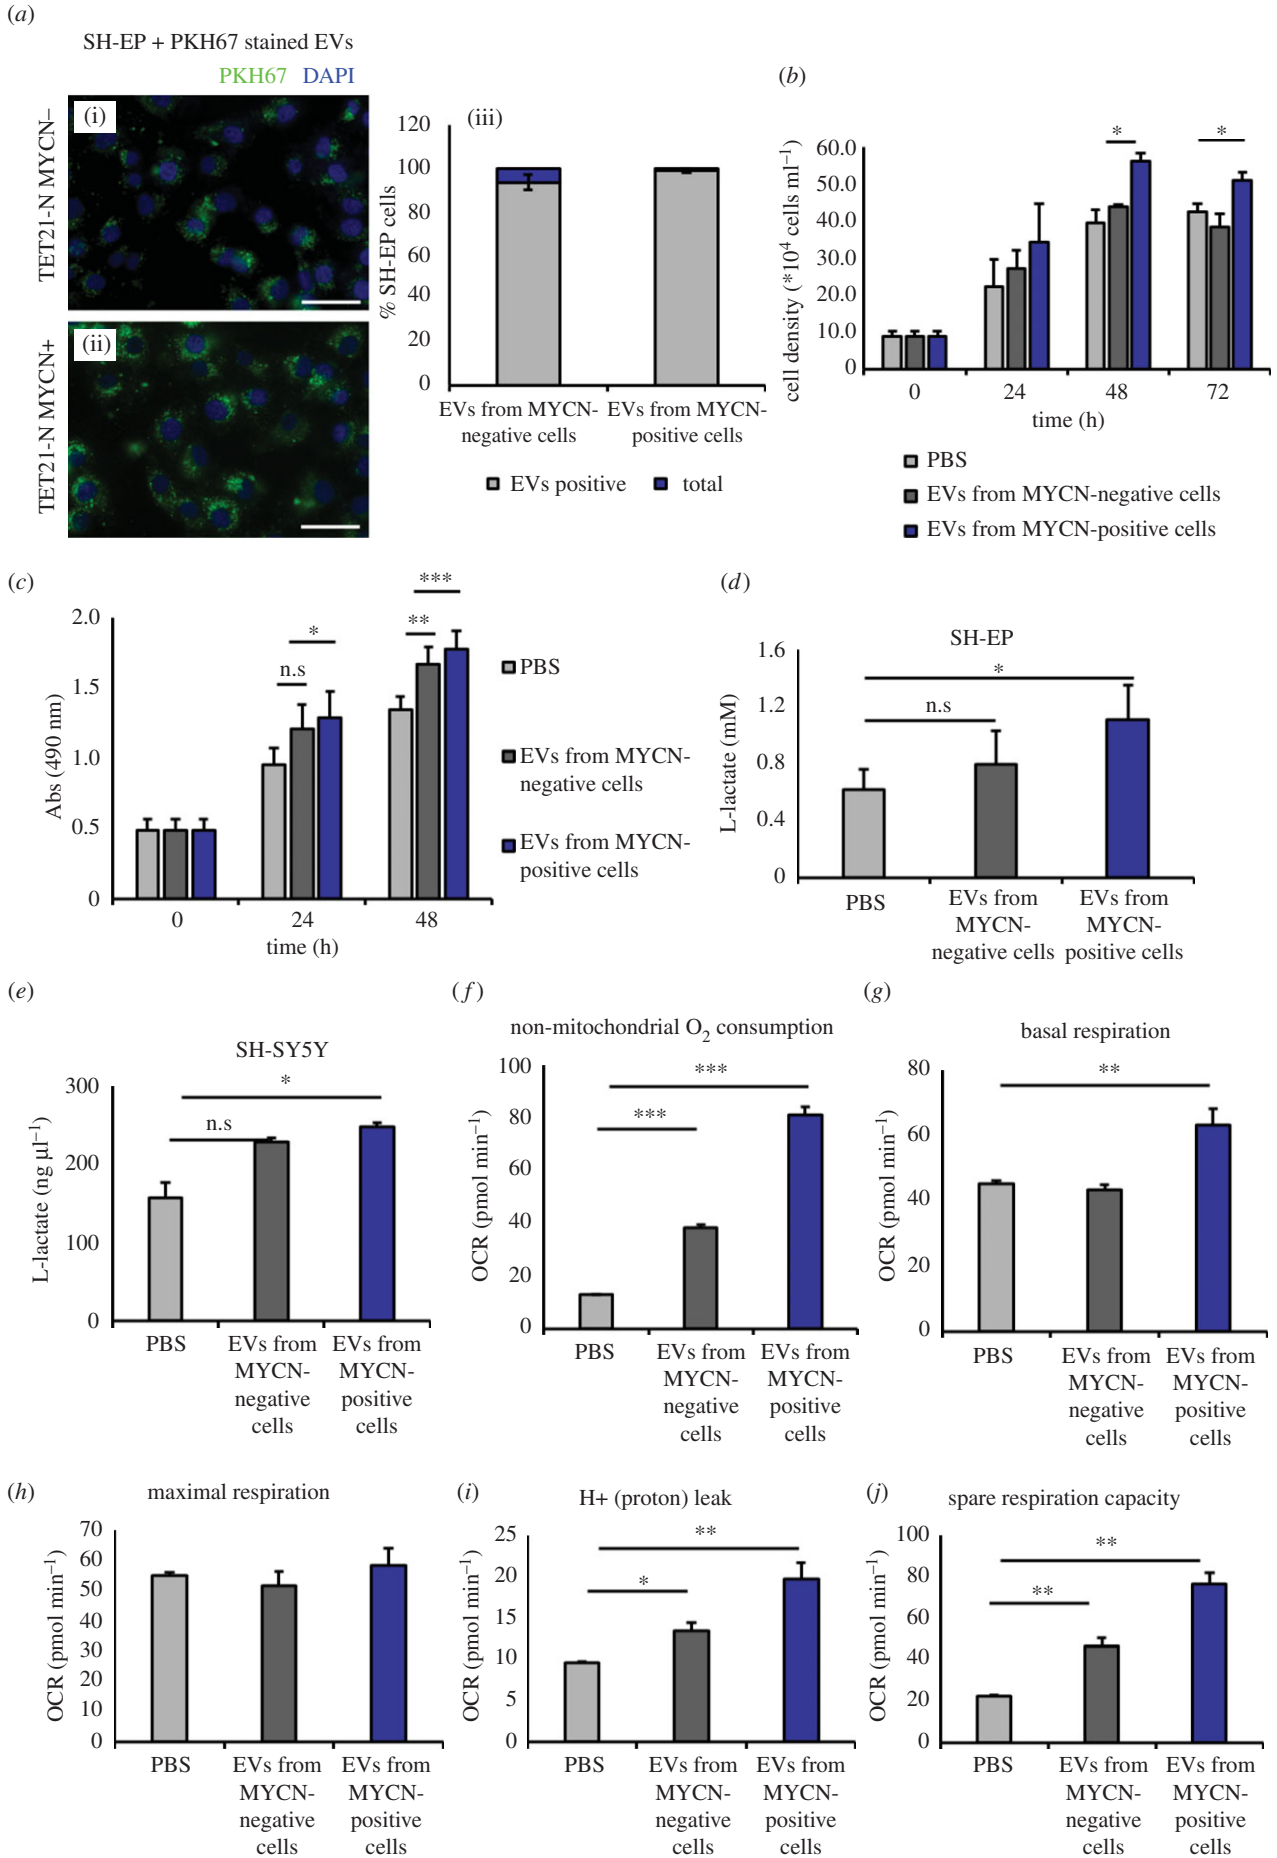 (a)
SH-EP + PKH67 stained EVs
PKH67 DAPI
TET21-N MYCN–
(i)
TET21-N MYCN+
(ii)
(iii)
% SH-EP cells
120
100
80
60
40
20
0
EVs from MYCN-negative cells
EVs from MYCN-positive cells
EVs positive
total
(b)
cell density (*10⁴ cells ml⁻¹)
60.0
50.0
40.0
30.0
20.0
10.0
0
*
*
0 24 48 72
time (h)
PBS
EVs from MYCN-negative cells
EVs from MYCN-positive cells
(c)
Abs (490 nm)
2.0
1.5
1.0
0.5
0
n.s
*
**
***
0 24 48
time (h)
PBS
EVs from MYCN-
negative cells
EVs from MYCN-
positive cells
(d)
SH-EP
L-lactate (mM)
1.6
1.2
0.8
0.4
0
*
n.s
PBS
EVs from
MYCN-
negative cells
EVs from
MYCN-
positive cells
(e)
SH-SY5Y
L-lactate (ng µl⁻¹)
300
200
100
0
*
n.s
PBS
EVs from
MYCN-
negative
cells
EVs from
MYCN-
positive
cells
(f)
non-mitochondrial O₂ consumption
OCR (pmol min⁻¹)
100
80
60
40
20
0
***
***
PBS
EVs from
MYCN-
negative
cells
EVs from
MYCN-
positive
cells
(g)
basal respiration
OCR (pmol min⁻¹)
80
60
40
20
0
**
PBS
EVs from
MYCN-
negative
cells
EVs from
MYCN-
positive
cells
(h)
maximal respiration
OCR (pmol min⁻¹)
70
60
50
40
30
20
10
0
PBS
EVs from
MYCN-
negative
cells
EVs from
MYCN-
positive
cells
(i)
H+ (proton) leak
OCR (pmol min⁻¹)
25
20
15
10
5
0
**
*
PBS
EVs from
MYCN-
negative
cells
EVs from
MYCN-
positive
cells
(j)
spare respiration capacity
OCR (pmol min⁻¹)
100
80
60
40
20
0
**
**
PBS
EVs from
MYCN-
negative
cells
EVs from
MYCN-
positive
cells